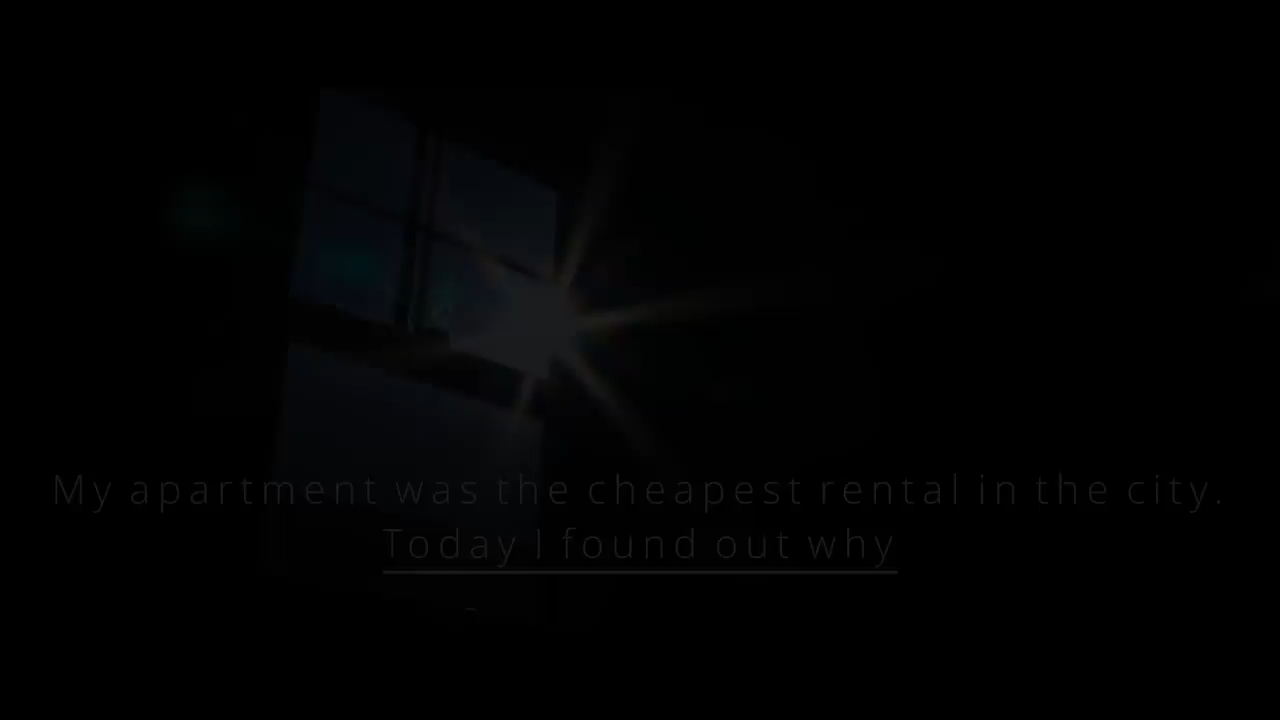 My apartment was the cheapest rental in the city.
Today I found out why